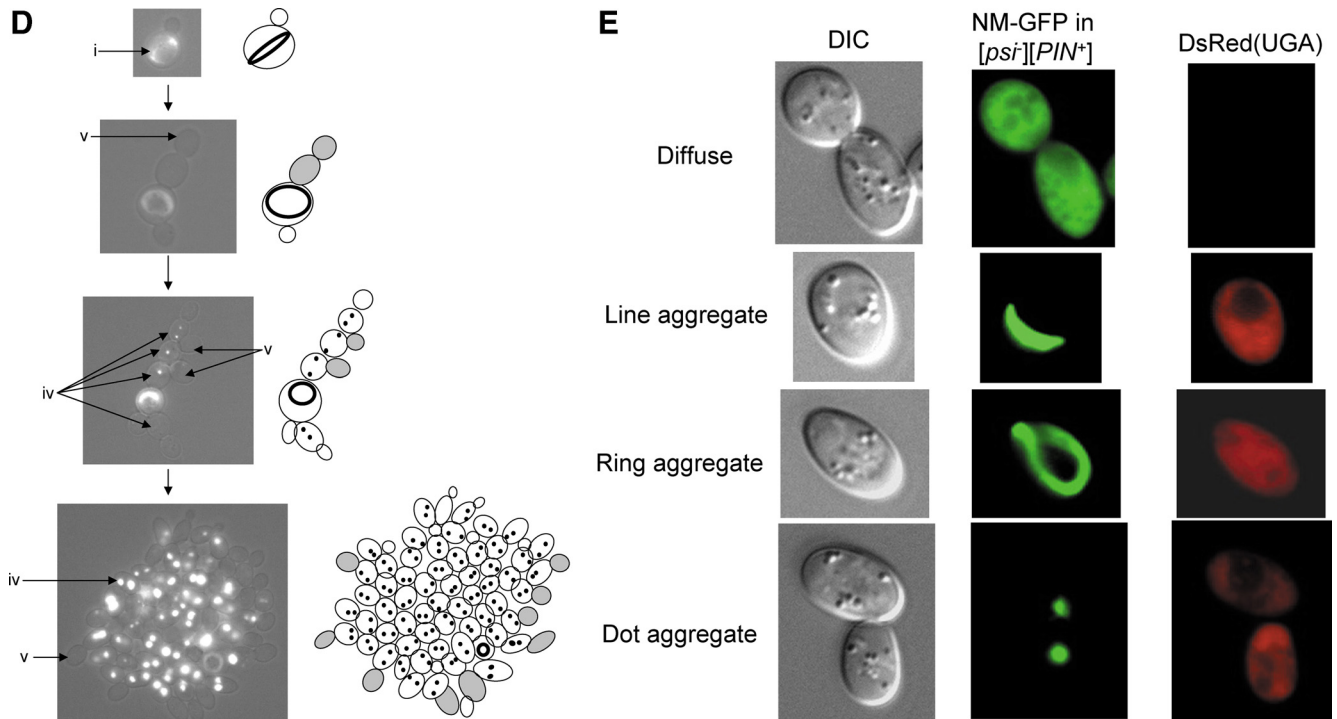 D
i
v
v
iv
iv
v
E
DIC
NM-GFP in
[psi-][PIN+]
DsRed(UGA)
Diffuse
Line aggregate
Ring aggregate
Dot aggregate